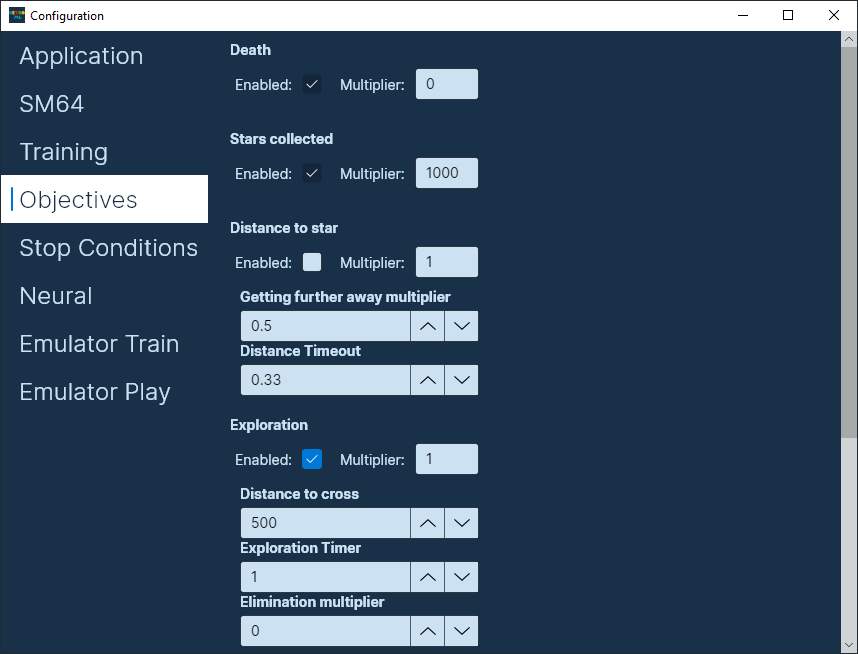 Configuration
Application
SM64
Training
Objectives
Stop Conditions
Neural
Emulator Train
Emulator Play
Death
Enabled: Multiplier: 0
Stars collected
Enabled: Multiplier: 1000
Distance to star
Enabled: Multiplier: 1
Getting further away multiplier
0.5
Distance Timeout
0.33
Exploration
Enabled: Multiplier: 1
Distance to cross
500
Exploration Timer
1
Elimination multiplier
0